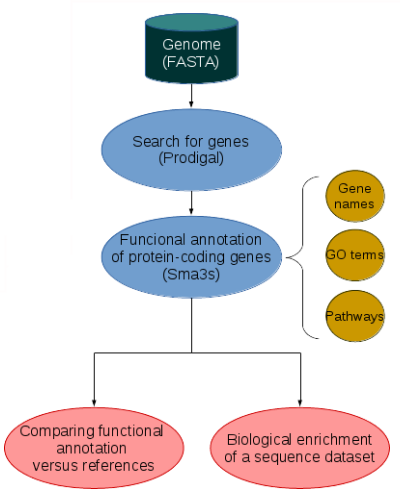 Genome
(FASTA)
Search for genes
(Prodigal)
Funcional annotation
of protein-coding genes
(Sma3s)
Gene
names
GO terms
Pathways
Comparing functional
annotation
versus references
Biological enrichment
of a sequence dataset